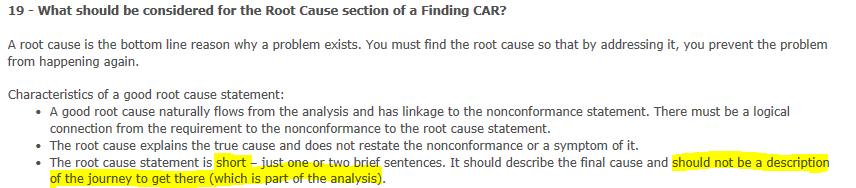 19 - What should be considered for the Root Cause section of a Finding CAR?
A root cause is the bottom line reason why a problem exists. You must find the root cause so that by addressing it, you prevent the problem
from happening again.
Characteristics of a good root cause statement:
• A good root cause naturally flows from the analysis and has linkage to the nonconformance statement. There must be a logical
connection from the requirement to the nonconformance to the root cause statement.
• The root cause explains the true cause and does not restate the nonconformance or a symptom of it.
• The root cause statement is short – just one or two brief sentences. It should describe the final cause and should not be a description
of the journey to get there (which is part of the analysis).